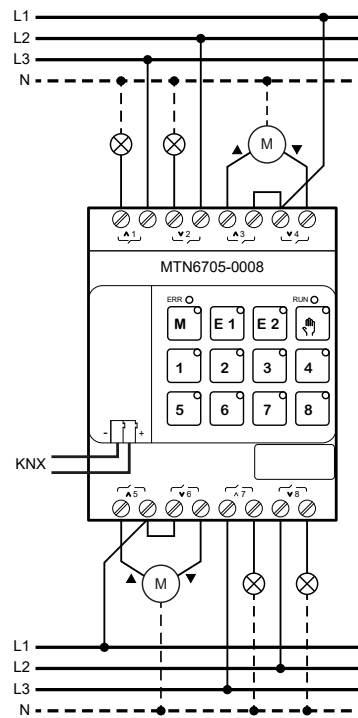 L1
L2
L3
N
M
1 2 3 4
MTN6705-0008
ERR RUN
M E 1 E 2
1 2 3 4
5 6 7 8
- +
KNX
5 6 7 8
M
L1
L2
L3
N